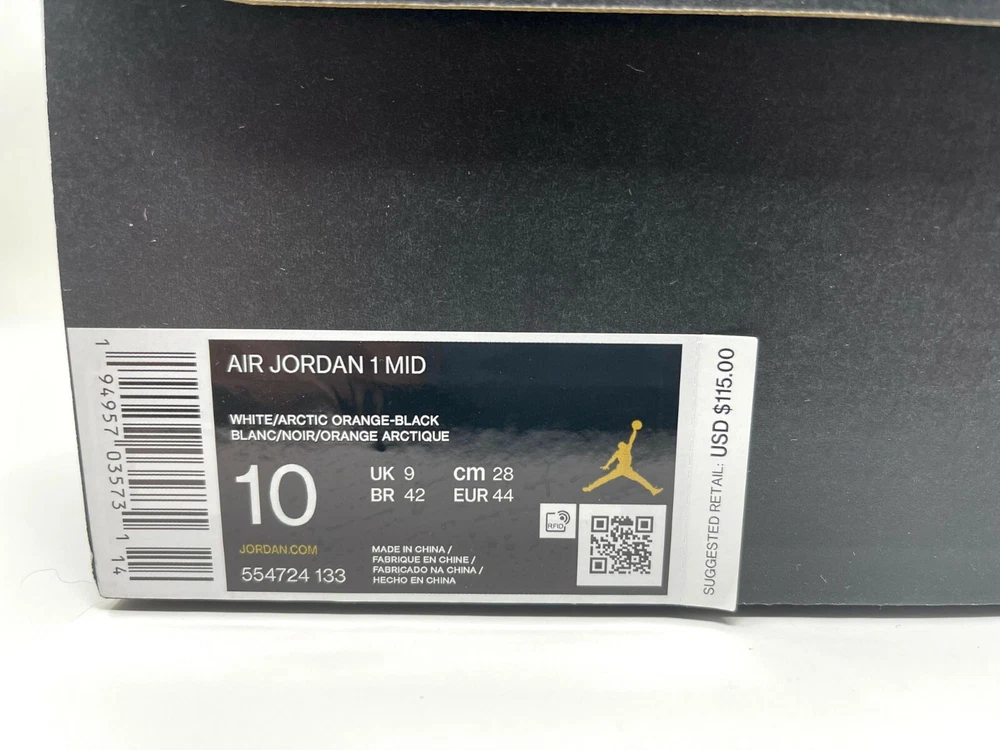 AIR JORDAN 1 MID
WHITE/ARCTIC ORANGE-BLACK
BLANC/NOIR/ORANGE ARCTIQUE
10
UK 9 cm 28
BR 42 EUR 44
RFID
JORDAN.COM
554724 133
MADE IN CHINA /
FABRIQUE EN CHINE /
FABRICADO NA CHINA /
HECHO EN CHINA
1 94957 03573 1 14
SUGGESTED RETAIL: USD $115.00